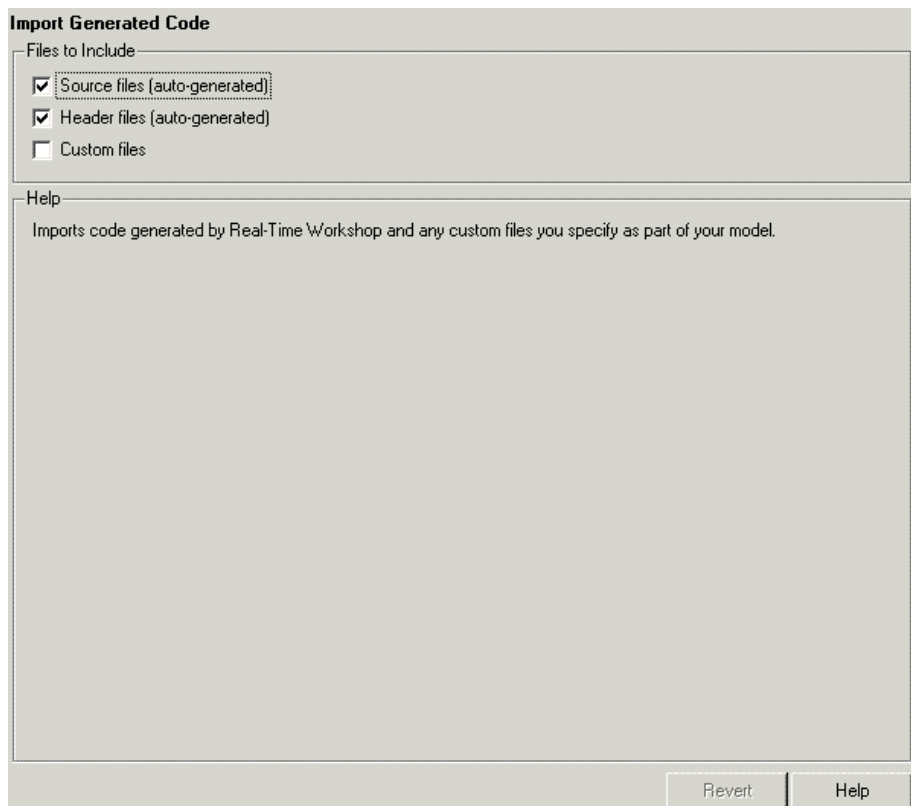 Import Generated Code
Files to Include
Source files (auto-generated)
Header files (auto-generated)
Custom files
Help
Imports code generated by Real-Time Workshop and any custom files you specify as part of your model.
Revert
Help